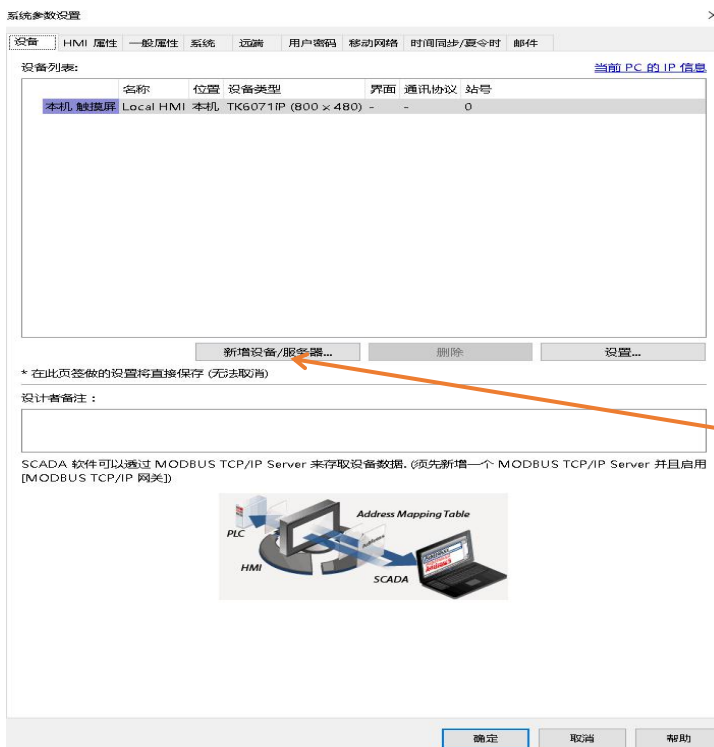 系统参数设置
设备 HMI 属性 一般属性 系统 远端 用户密码 移动网络 时间同步/夏令时 邮件
设备列表: 当前 PC 的 IP 信息
名称 位置 设备类型 界面 通讯协议 站号
本机 触摸屏 Local HMI 本机 TK6071iP (800 x 480) - - 0
新增设备/服务器... 删除 设置...
* 在此页签做的设置将直接保存 (无法取消)
设计者备注：
SCADA 软件可以透过 MODBUS TCP/IP Server 来存取设备数据. (须先新增一个 MODBUS TCP/IP Server 并且启用
[MODBUS TCP/IP 网关])
Address Mapping Table
PLC
HMI
SCADA
确定 取消 帮助